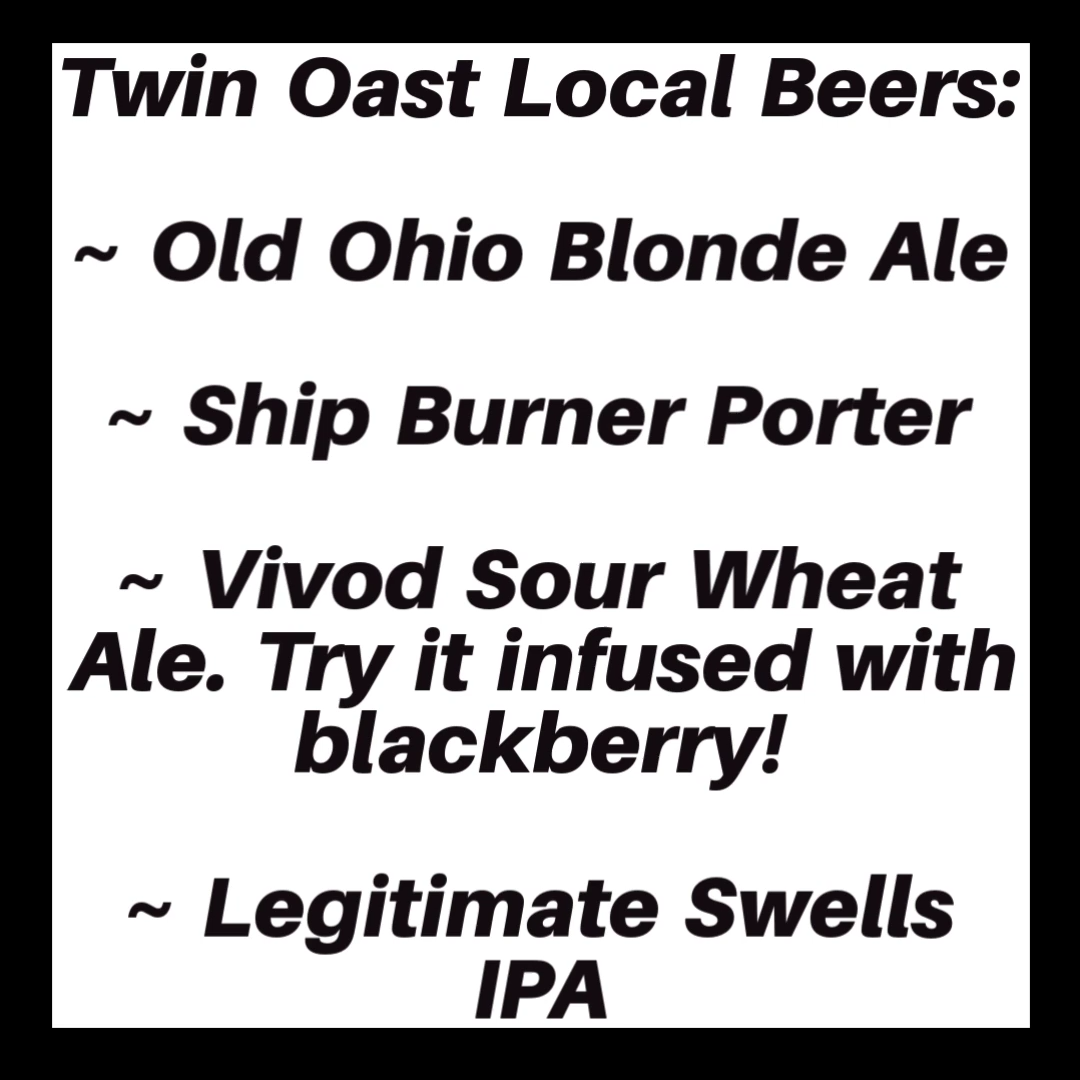 Twin Oast Local Beers:
~ Old Ohio Blonde Ale
~ Ship Burner Porter
~ Vivod Sour Wheat
Ale. Try it infused with
blackberry!
~ Legitimate Swells
IPA